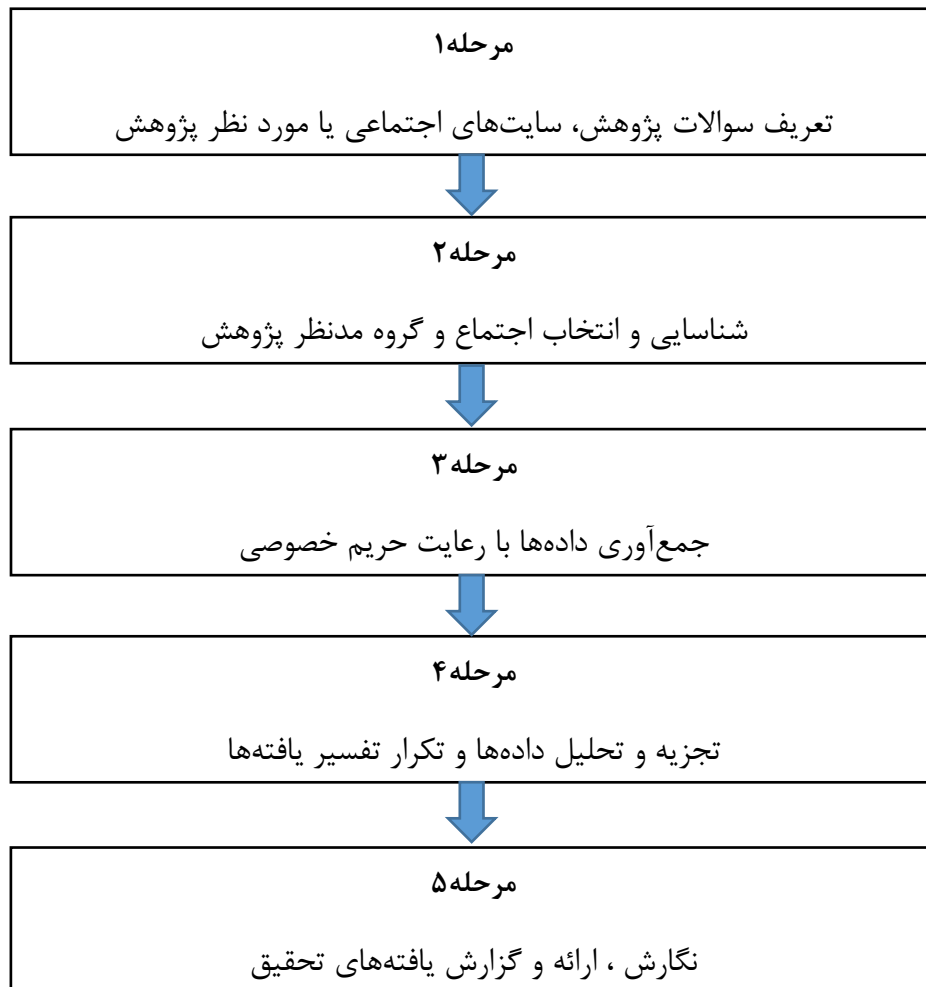 مرحله۱
تعریف سوالات پژوهش، سایت‌های اجتماعی یا مورد نظر پژوهش
مرحله۲
شناسایی و انتخاب اجتماع و گروه مدنظر پژوهش
مرحله۳
جمع‌آوری داده‌ها با رعایت حریم خصوصی
مرحله۴
تجزیه و تحلیل داده‌ها و تکرار تفسیر یافته‌ها
مرحله۵
نگارش ، ارائه و گزارش یافته‌های تحقیق